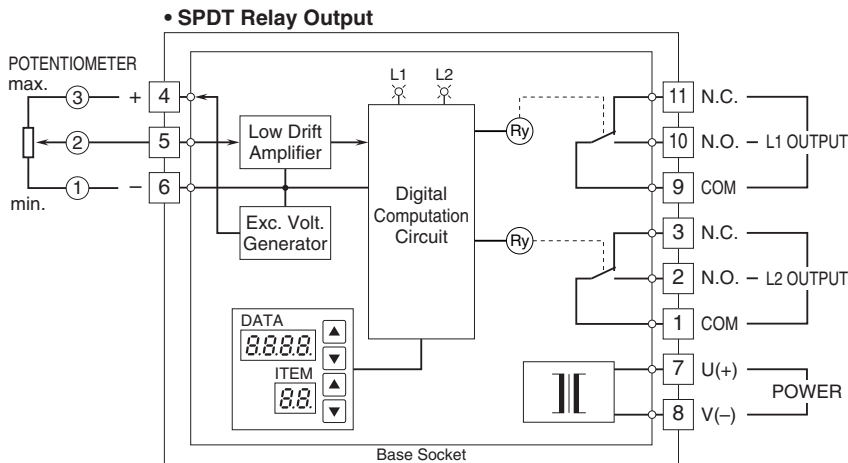 • SPDT Relay Output
POTENTIOMETER
max.
3
+
4
2
5
1
–
6
min.
L1
L2
Low Drift
Amplifier
Exc. Volt.
Generator
Digital
Computation
Circuit
Ry
Ry
DATA
8.8.8.8.
ITEM
8.8.
11 N.C.
10 N.O. L1 OUTPUT
9 COM
3 N.C.
2 N.O. L2 OUTPUT
1 COM
7 U(+)
POWER
8 V(–)
Base Socket